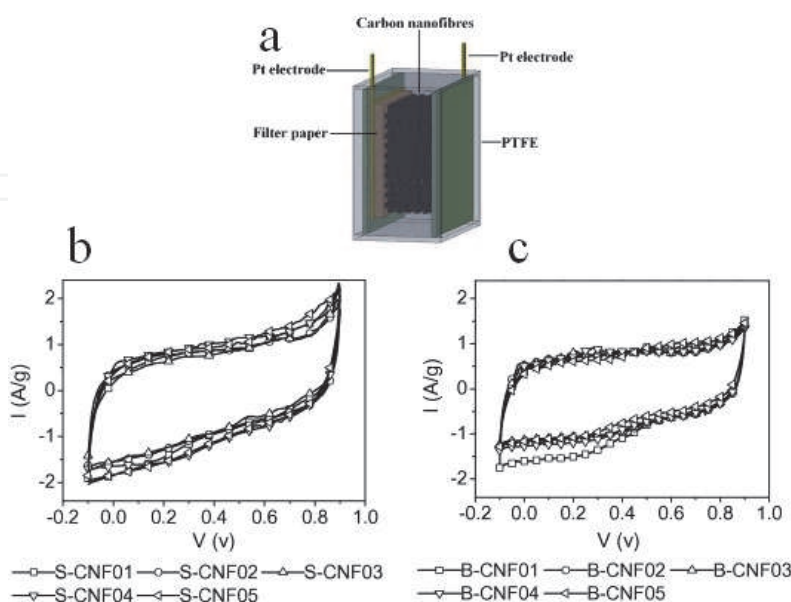 a
Carbon nanofibres
Pt electrode
Pt electrode
Filter paper
PTFE
b
2
1
0
-1
-2
I (A/g)
-0.2 0.0 0.2 0.4 0.6 0.8 1.0
V (v)
S-CNF01 S-CNF02 S-CNF03
S-CNF04 S-CNF05
c
2
1
0
-1
-2
I (A/g)
-0.2 0.0 0.2 0.4 0.6 0.8 1.0
V (v)
B-CNF01 B-CNF02 B-CNF03
B-CNF04 B-CNF05